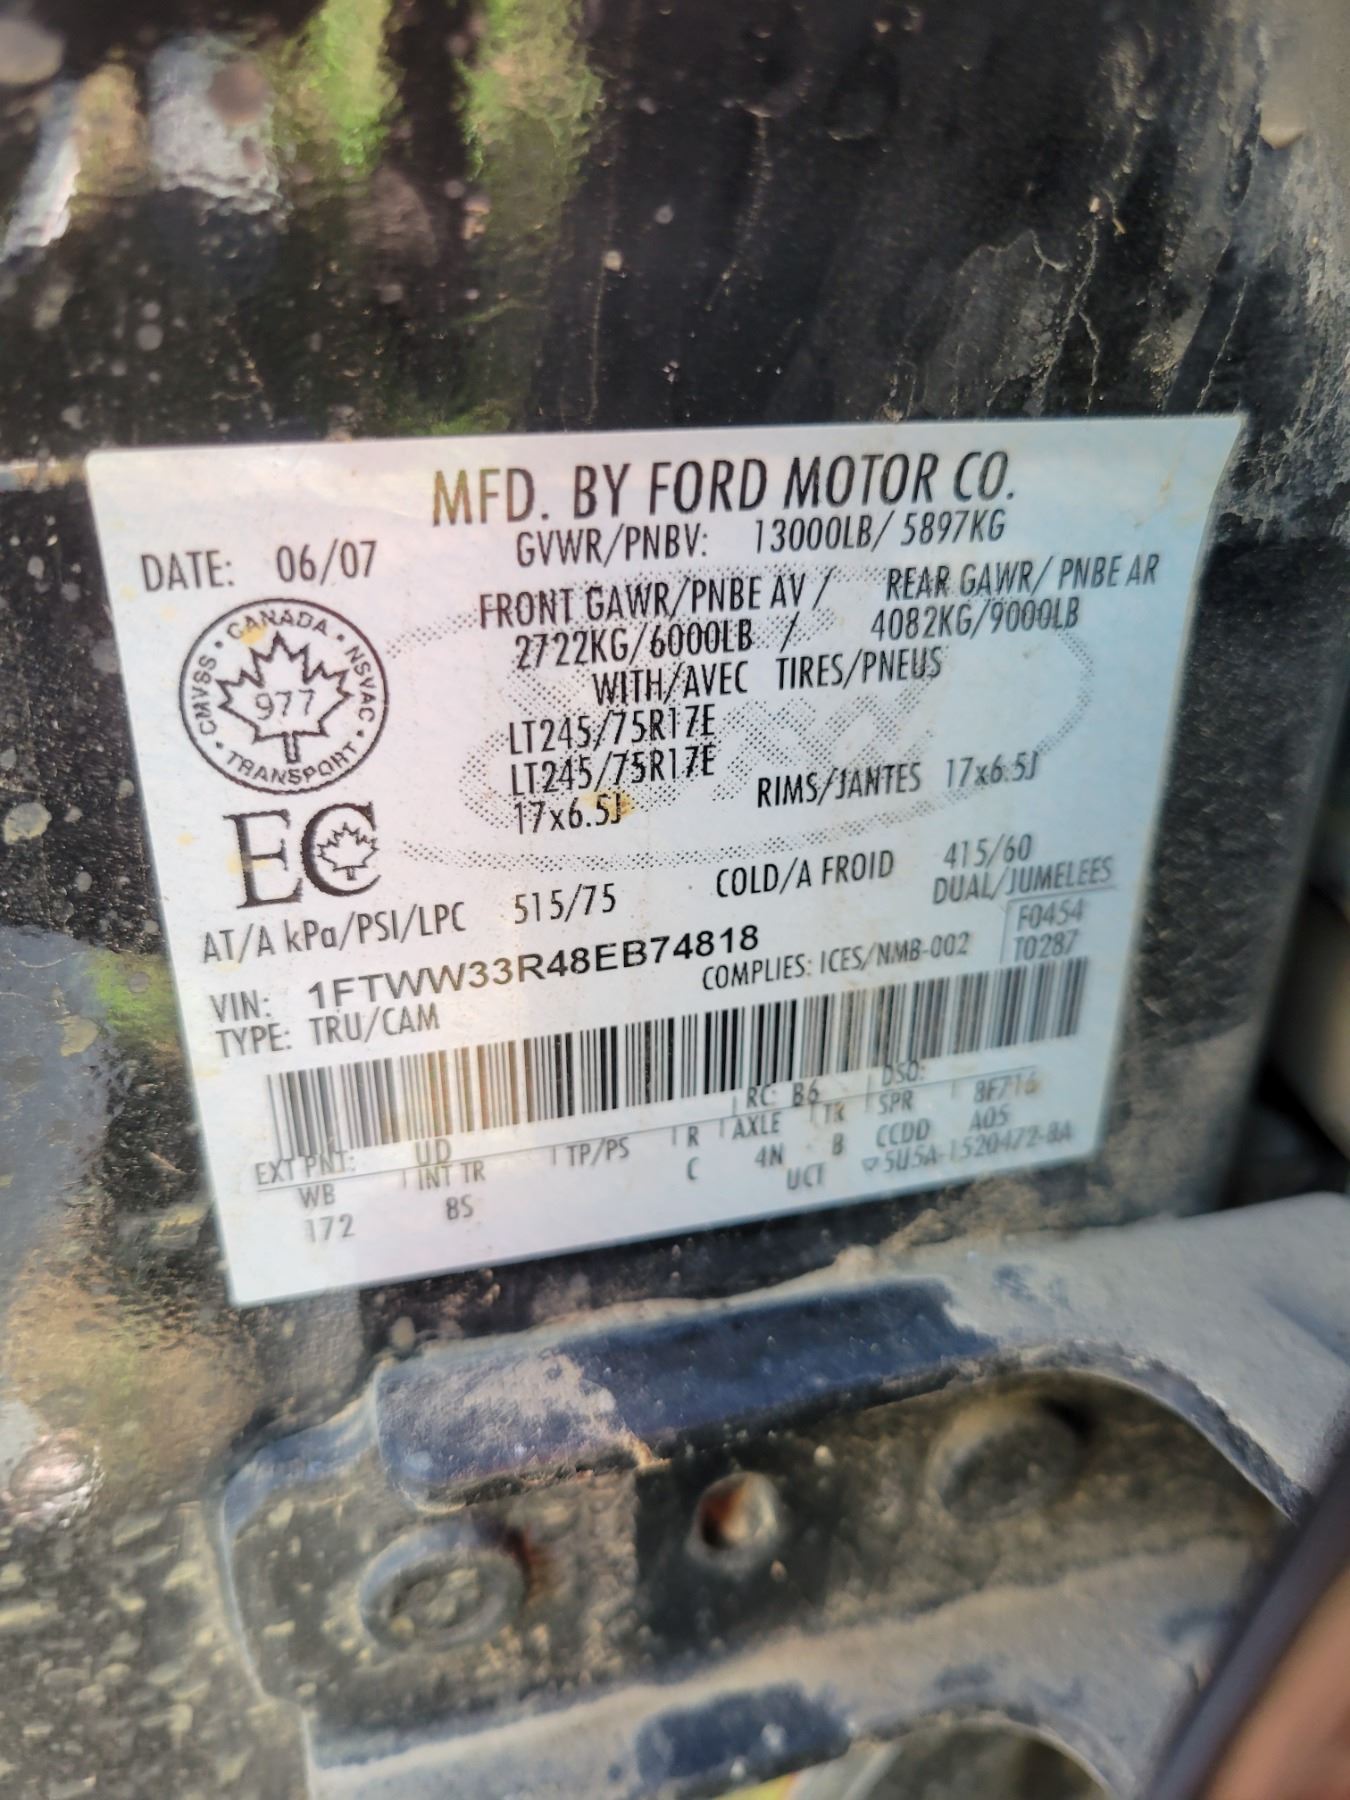 MFD. BY FORD MOTOR CO.
DATE: 06/07
GVWR/PNBV: 13000LB/ 5897KG
FRONT GAWR/PNBE AV / REAR GAWR/ PNBE AR
2722KG/6000LB / 4082KG/9000LB
WITH/AVEC TIRES/PNEUS
LT245/75R17E
LT245/75R17E
17x6.5J RIMS/JANTES 17x6.5J
CANADA
CMVSS NSVAC
977
TRANSPORT
EC
AT/A kPa/PSI/LPC 515/75 COLD/A FROID 415/60
DUAL/JUMELEES
VIN: 1FTWW33R48EB74818
F0454
TYPE: TRU/CAM COMPLIES: ICES/NMB-002 T0287
EXT PNT: UD RC: B6 DSO:
WB INT TR TP/PS R AXLE TR SPR 8F716
172 8S C 4N B CCDD A05
UCT ▽5U5A-1520472-BA